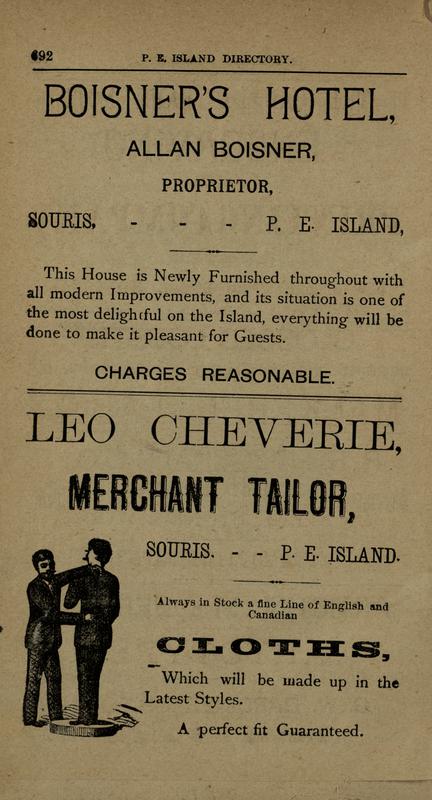 692
P. E. ISLAND DIRECTORY.
BOISNER'S HOTEL,
ALLAN BOISNER,
PROPRIETOR,
SOURIS, - - - P. E. ISLAND,
This House is Newly Furnished throughout with
all modern Improvements, and its situation is one of
the most delightful on the Island, everything will be
done to make it pleasant for Guests.
CHARGES REASONABLE.
LEO CHEVERIE,
MERCHANT TAILOR,
SOURIS. - - P. E. ISLAND.
Always in Stock a fine Line of English and
Canadian
CLOTHS,
Which will be made up in the
Latest Styles.
A perfect fit Guaranteed.